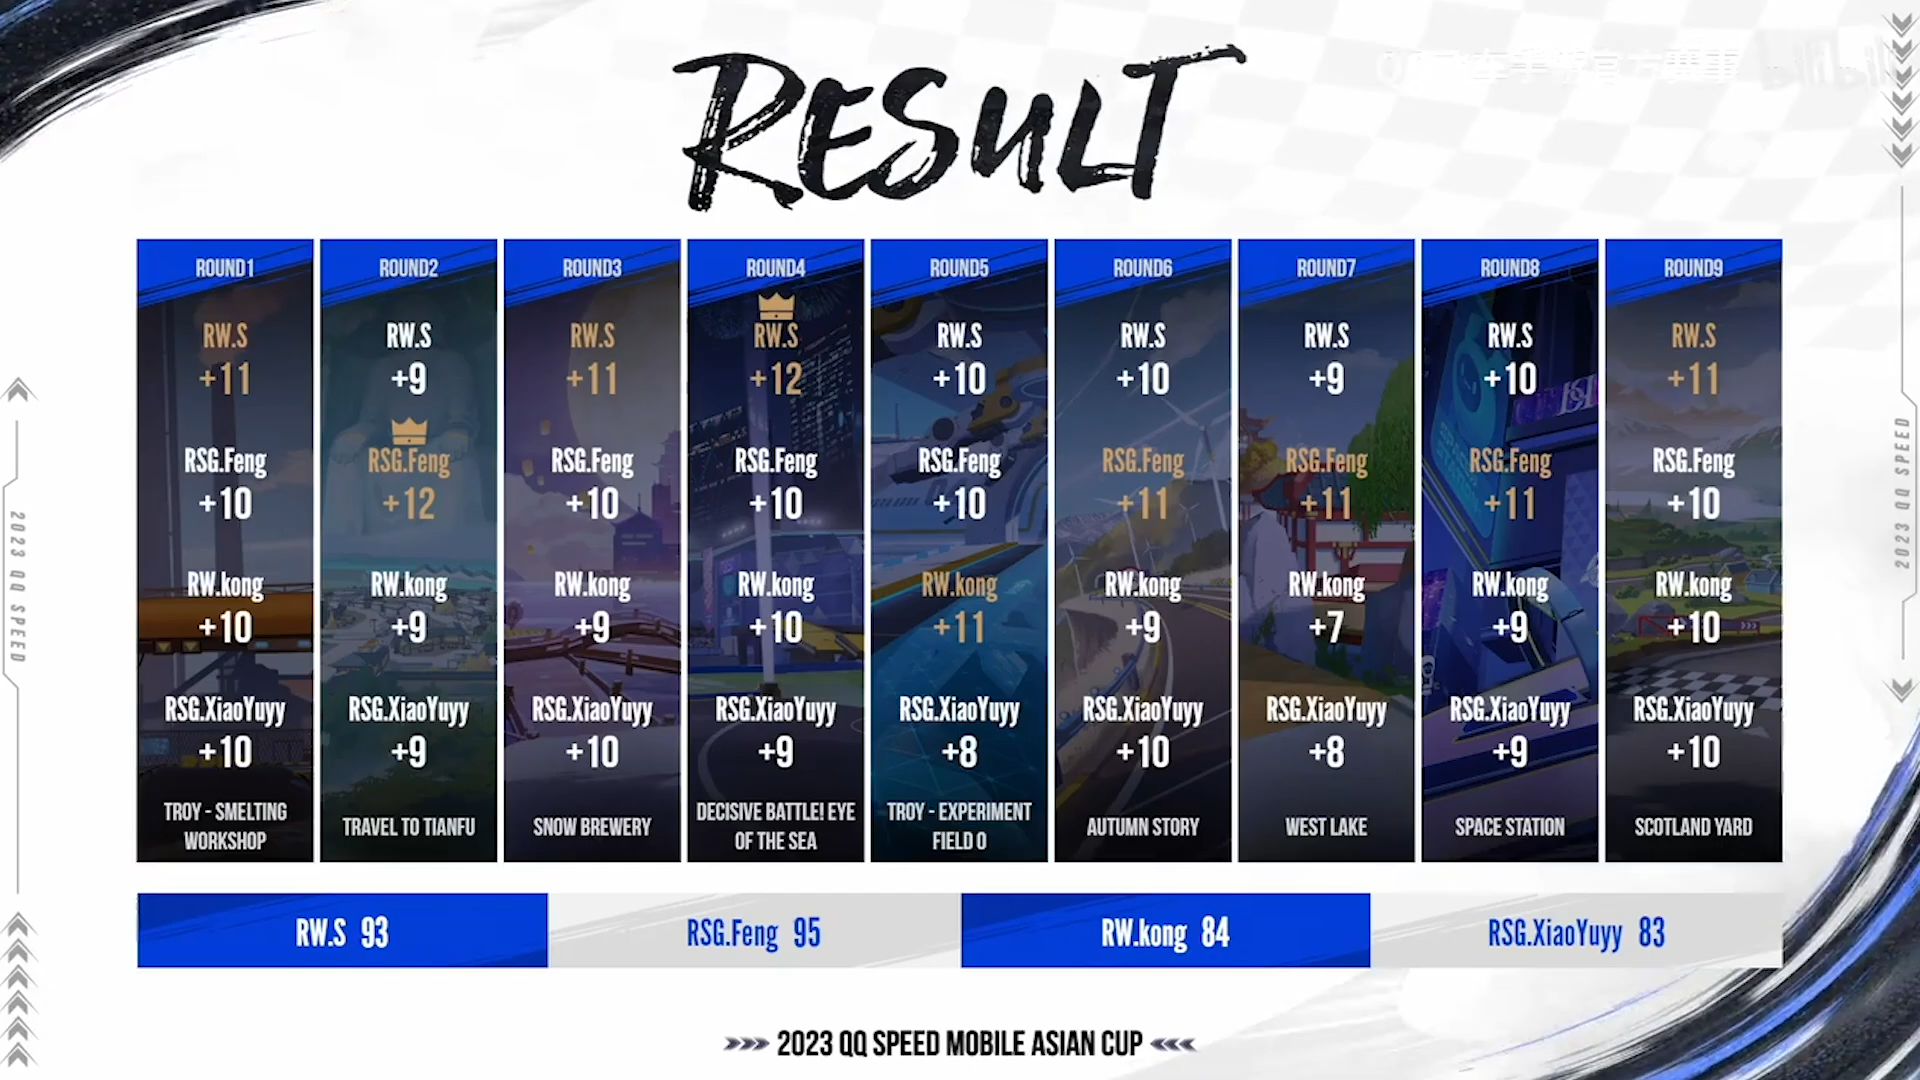 RESULT
ROUND1
RW.S
+11
RSG.Feng
+10
RW.kong
+10
RSG.XiaoYuyy
+10
TROY - SMELTING
WORKSHOP
ROUND2
RW.S
+9
RSG.Feng
+12
RW.kong
+9
RSG.XiaoYuyy
+9
TRAVEL TO TIANFU
ROUND3
RW.S
+11
RSG.Feng
+10
RW.kong
+9
RSG.XiaoYuyy
+10
SNOW BREWERY
ROUND4
RW.S
+12
RSG.Feng
+10
RW.kong
+10
RSG.XiaoYuyy
+9
DECISIVE BATTLE! EYE
OF THE SEA
ROUND5
RW.S
+10
RSG.Feng
+10
RW.kong
+11
RSG.XiaoYuyy
+8
TROY - EXPERIMENT
FIELD 0
ROUND6
RW.S
+10
RSG.Feng
+11
RW.kong
+9
RSG.XiaoYuyy
+10
AUTUMN STORY
ROUND7
RW.S
+9
RSG.Feng
+11
RW.kong
+7
RSG.XiaoYuyy
+8
WEST LAKE
ROUND8
RW.S
+10
RSG.Feng
+11
RW.kong
+9
RSG.XiaoYuyy
+9
SPACE STATION
ROUND9
RW.S
+11
RSG.Feng
+10
RW.kong
+10
RSG.XiaoYuyy
+10
SCOTLAND YARD
RW.S 93
RSG.Feng 95
RW.kong 84
RSG.XiaoYuyy 83
2023 QQ SPEED MOBILE ASIAN CUP
2023 QQ SPEED
2023 QQ SPEED
bilibili